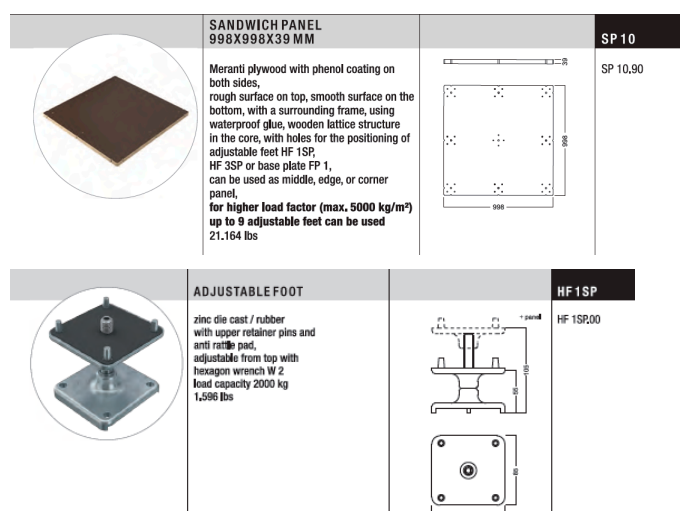 SANDWICH PANEL
998X998X39 MM
SP 10
Meranti plywood with phenol coating on
both sides,
rough surface on top, smooth surface on the
bottom, with a surrounding frame, using
waterproof glue, wooden lattice structure
in the core, with holes for the positioning of
adjustable feet HF 1SP,
HF 3SP or base plate FP 1,
can be used as middle, edge, or corner
panel,
for higher load factor (max. 5000 kg/m²)
up to 9 adjustable feet can be used
21.164 lbs
39
998
998
SP 10.90
ADJUSTABLE FOOT
HF 1SP
zinc die cast / rubber
with upper retainer pins and
anti rattle pad,
adjustable from top with
hexagon wrench W 2
load capacity 2000 kg
1.596 lbs
+ panel
55
105
86
HF 1SP.00